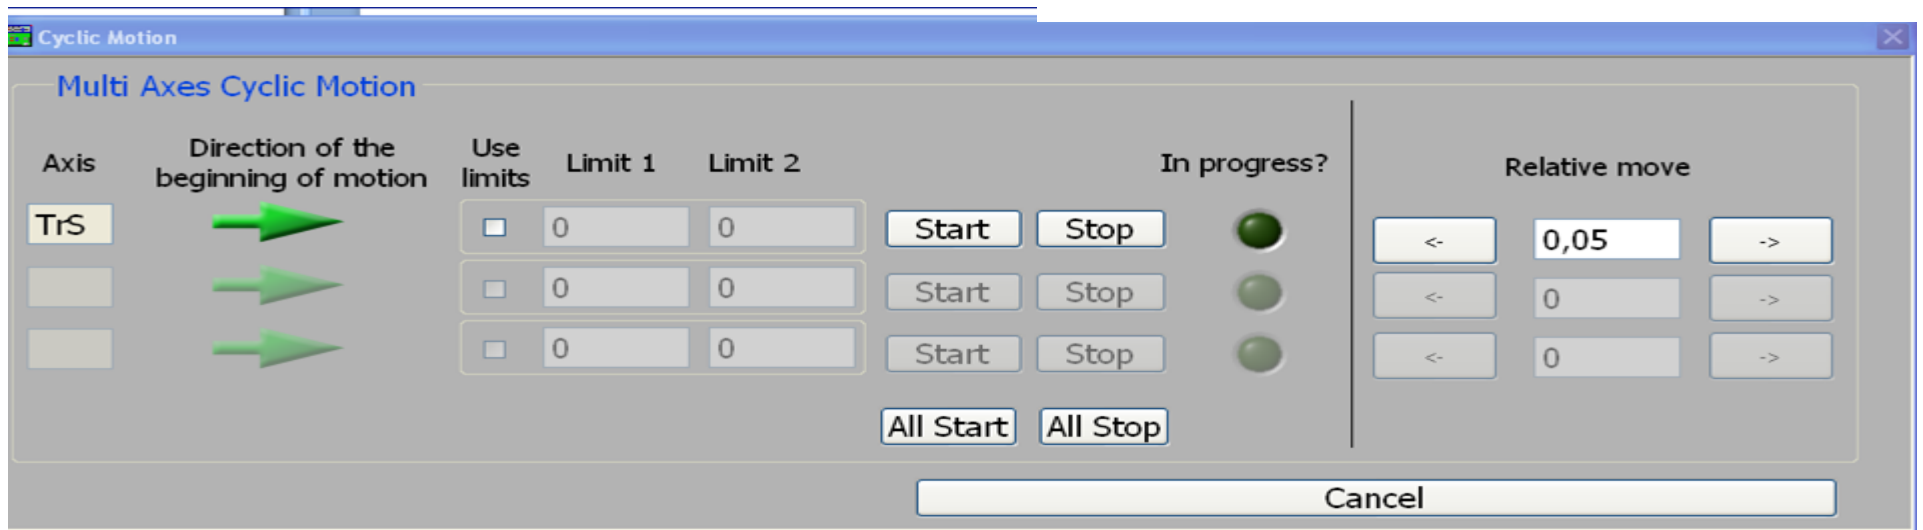 Cyclic Motion
Multi Axes Cyclic Motion
Axis
Direction of the
beginning of motion
Use
limits
Limit 1
Limit 2
In progress?
Relative move
TrS
0
0
Start
Stop
<-
0,05
->
0
0
Start
Stop
<-
0
->
0
0
Start
Stop
<-
0
->
All Start
All Stop
Cancel